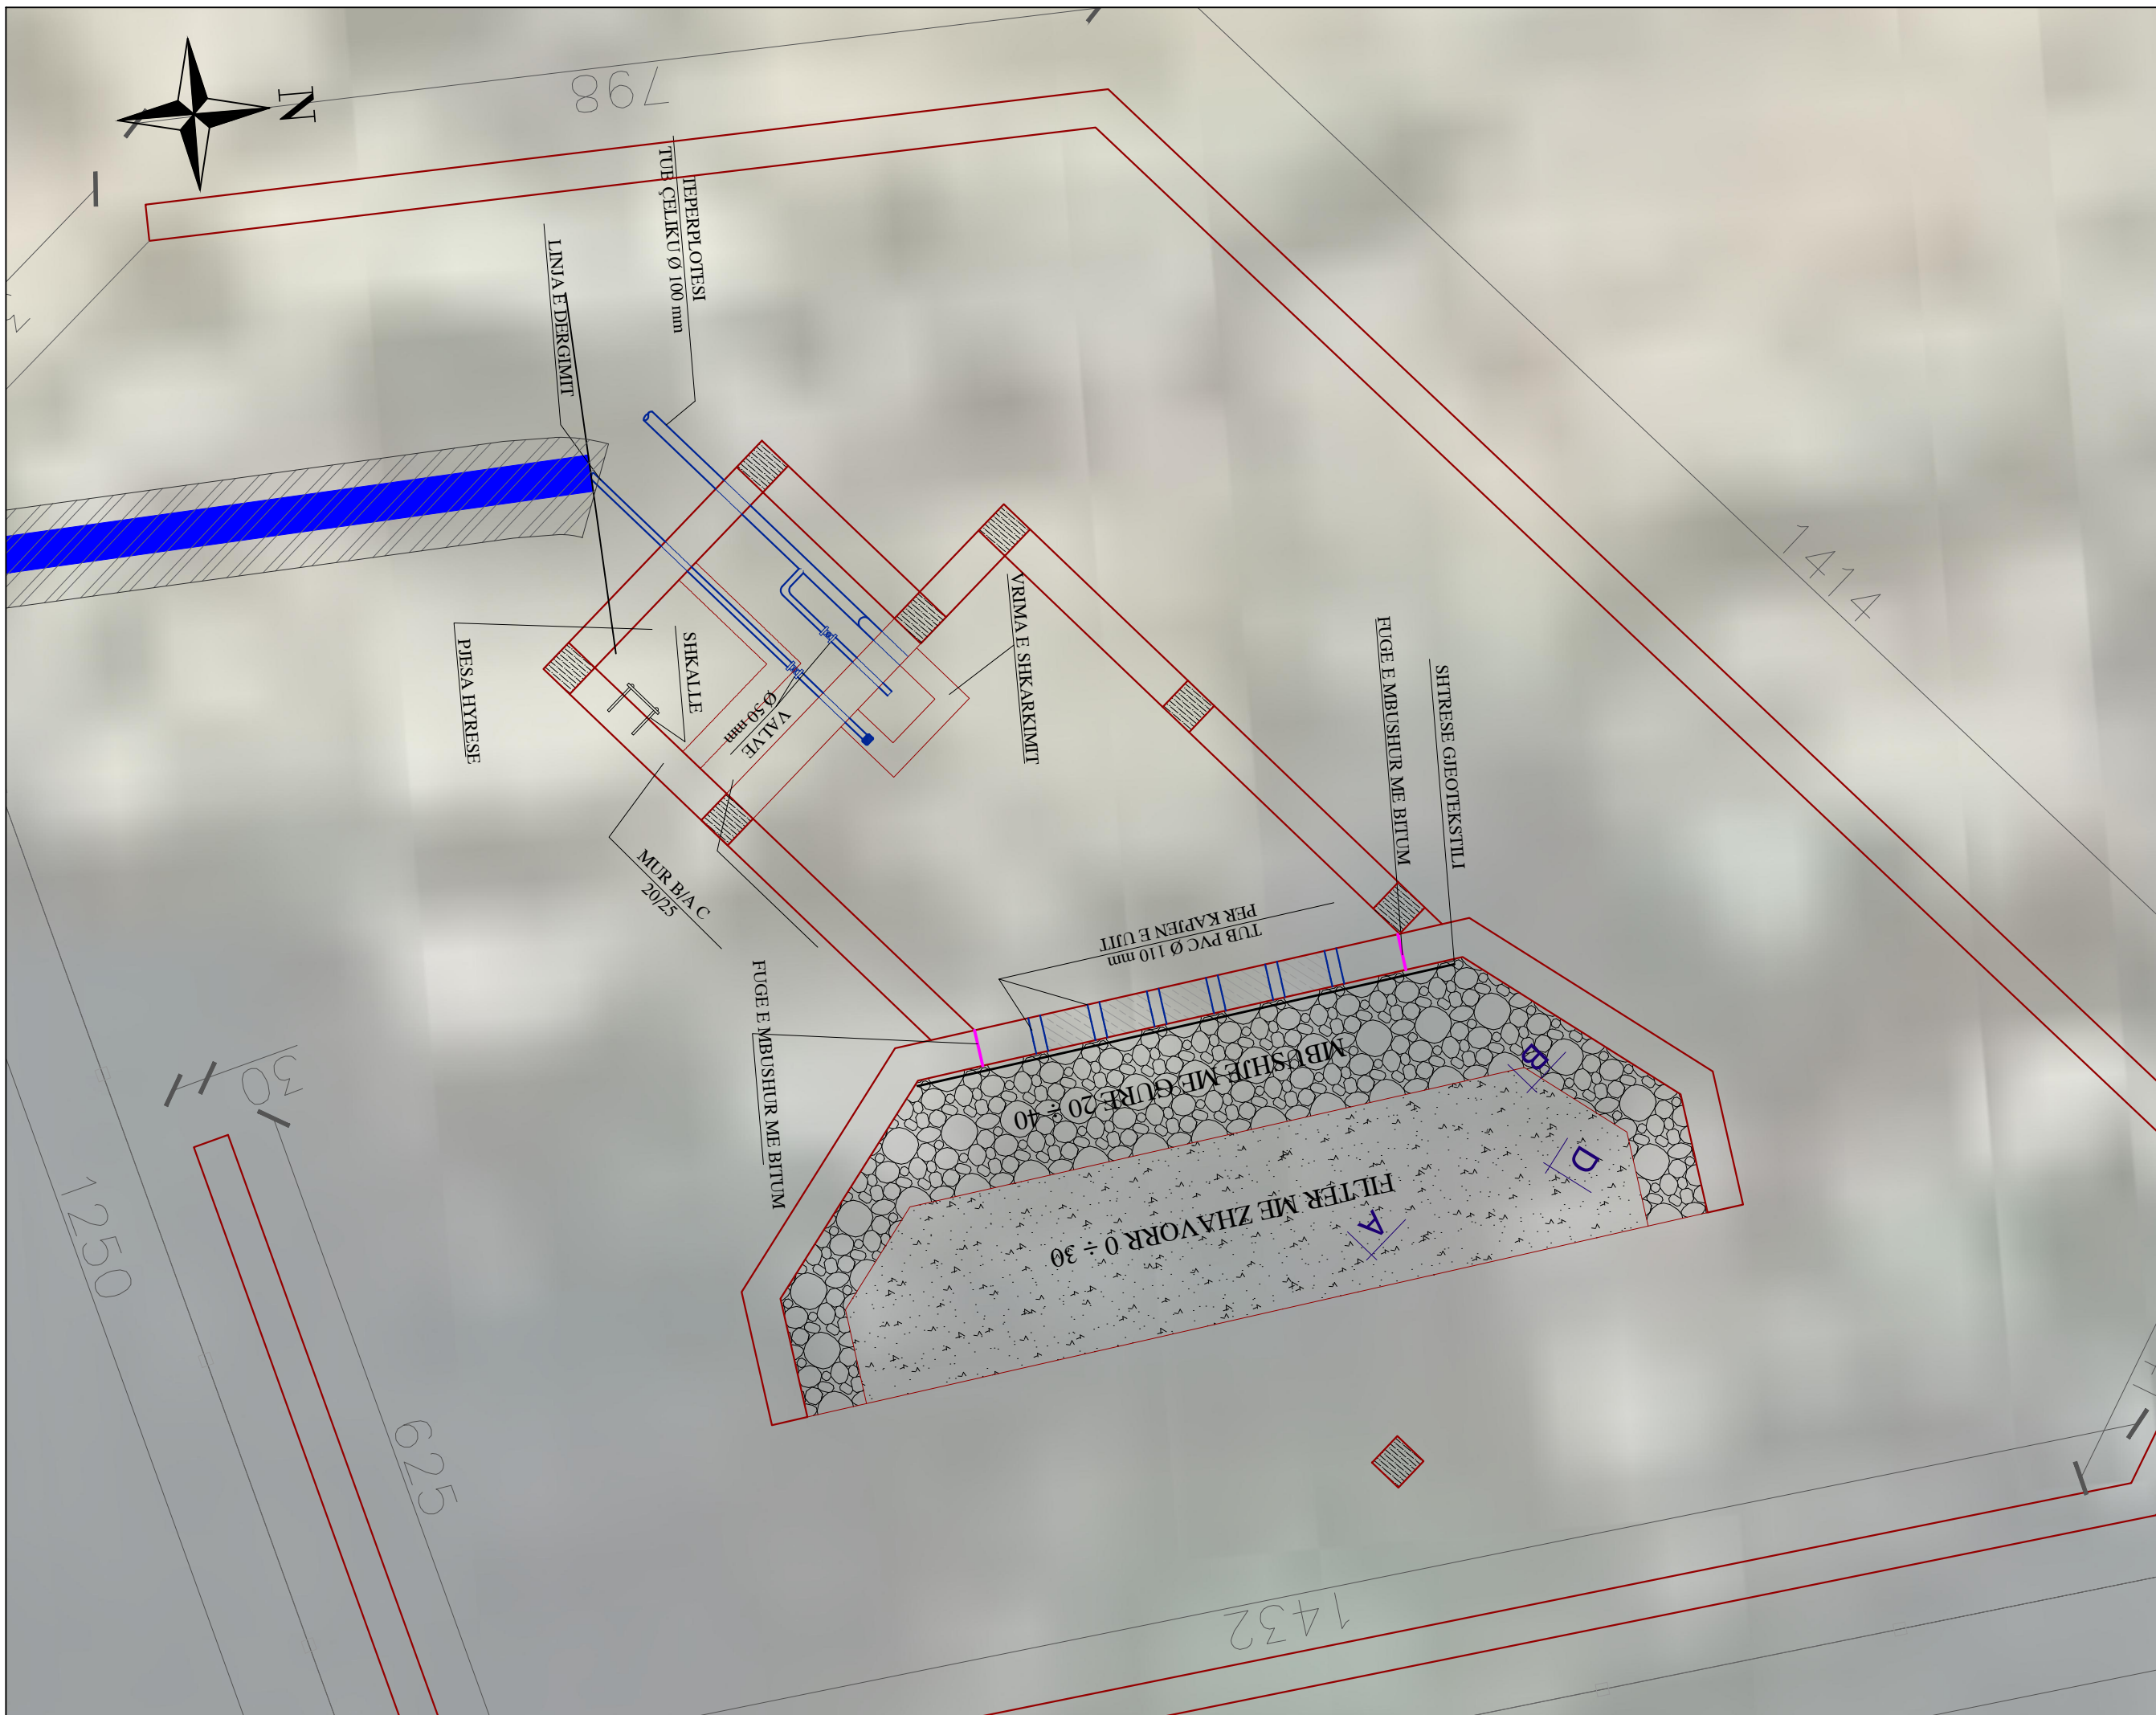 N
798
TEPERPLOTESI
TUB ÇELIKU Ø 100 mm
LINJA E DERGIMIT
PJESA HYRESE
SHKALLE
VALVE
Ø 50 mm
VRIMA E SHKARKIMIT
FUGE E MBUSHUR ME BITUM
SHTRESE GJEOTEKSTILI
1414
MUR B/A C
20/25
TUB PVC Ø 110 mm
PER KAPJEN E UJIT
FUGE E MBUSHUR ME BITUM
MBUSHJE ME GURE 20 ÷ 40
FILTER ME ZHAVORR 0 ÷ 30
B
D
A
30
1250
625
1432